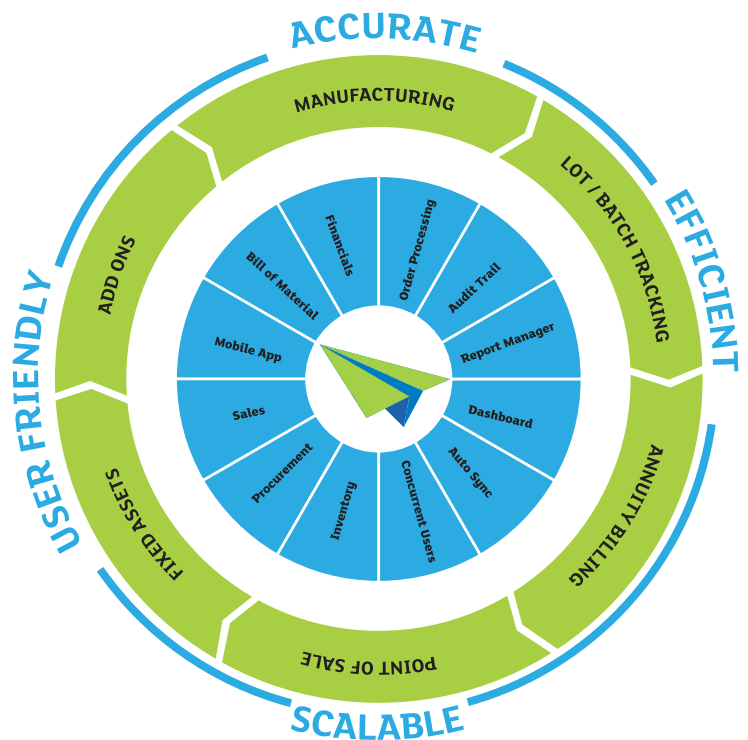 ACCURATE
EFFICIENT
SCALABLE
USER FRIENDLY
MANUFACTURING
LOT / BATCH TRACKING
ANNUITY BILLING
POINT OF SALE
FIXED ASSETS
ADD ONS
Order Processing
Audit Trail
Report Manager
Dashboard
Auto Sync
Concurrent Users
Inventory
Procurement
Sales
Mobile App
Bill of Material
Financials